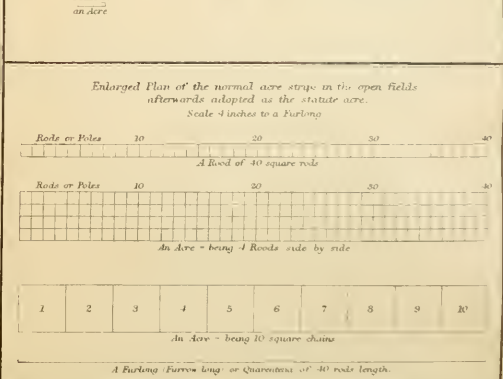 an Acre
Enlarged Plan of the normal acre strips in the open fields
afterwards adopted as the statute acre.
Scale 4 inches to a Furlong
Rods or Poles 10 20 30 40
A Rood of 40 square rods
Rods or Poles 10 20 30 40
An Acre - being 4 Roods side by side
1 2 3 4 5 6 7 8 9 10
An Acre - being 10 square chains
A Furlong (Furrow long) or Quarentena of 40 rods length.